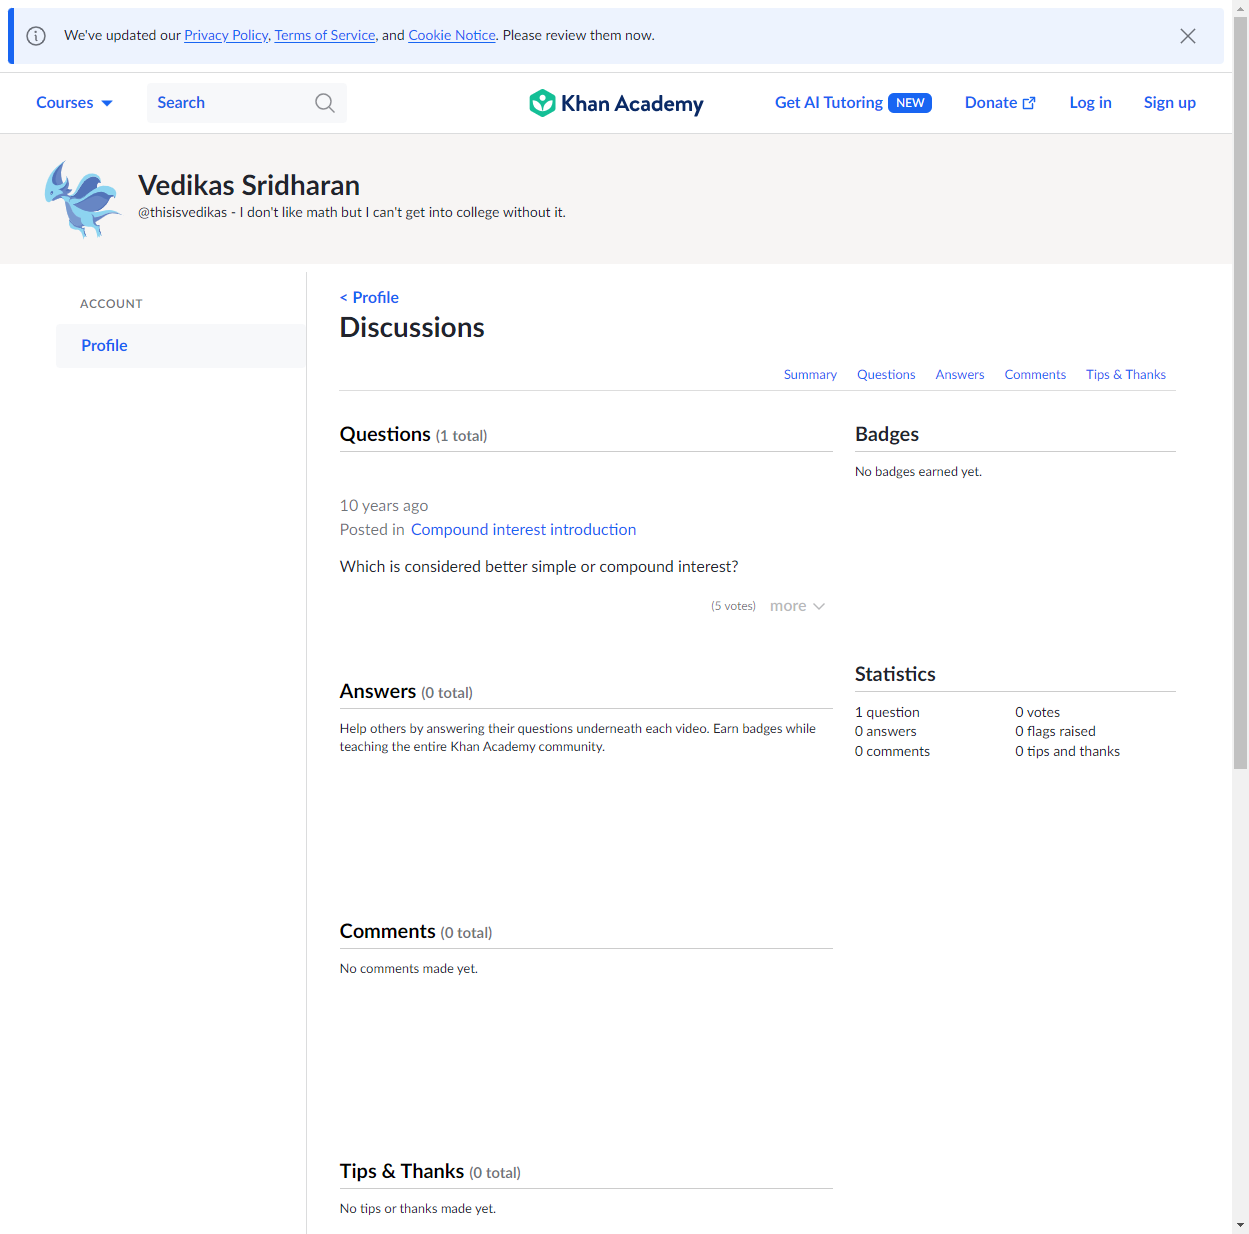 We've updated our Privacy Policy, Terms of Service, and Cookie Notice. Please review them now.
Courses
Search
Khan Academy
Get AI Tutoring NEW
Donate
Log in
Sign up
Vedikas Sridharan
@thisisvedikas - I don't like math but I can't get into college without it.
ACCOUNT
Profile
< Profile
Discussions
Summary
Questions
Answers
Comments
Tips & Thanks
Questions (1 total)
10 years ago
Posted in Compound interest introduction
Which is considered better simple or compound interest?
(5 votes) more
Badges
No badges earned yet.
Answers (0 total)
Help others by answering their questions underneath each video. Earn badges while
teaching the entire Khan Academy community.
Statistics
1 question
0 votes
0 answers
0 flags raised
0 comments
0 tips and thanks
Comments (0 total)
No comments made yet.
Tips & Thanks (0 total)
No tips or thanks made yet.